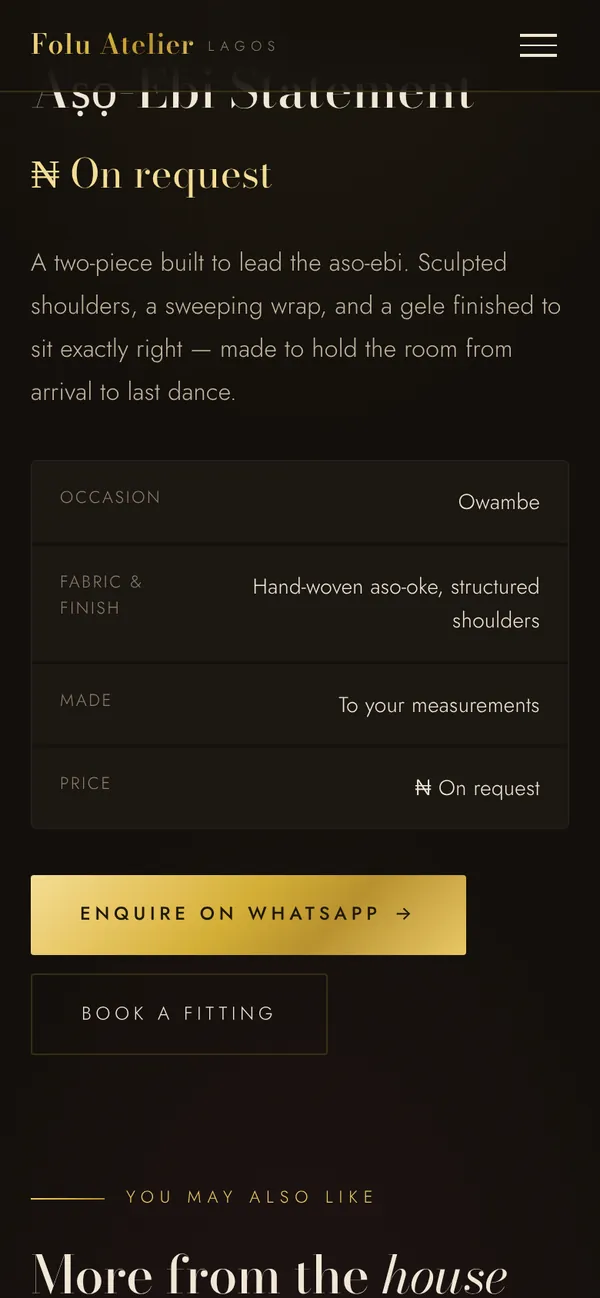 Folu Atelier LAGOS
Aṣọ-Ebi Statement
₦ On request
A two-piece built to lead the aso-ebi. Sculpted
shoulders, a sweeping wrap, and a gele finished to
sit exactly right — made to hold the room from
arrival to last dance.
OCCASION
Owambe
FABRIC &
FINISH
Hand-woven aso-oke, structured
shoulders
MADE
To your measurements
PRICE
₦ On request
ENQUIRE ON WHATSAPP →
BOOK A FITTING
YOU MAY ALSO LIKE
More from the house